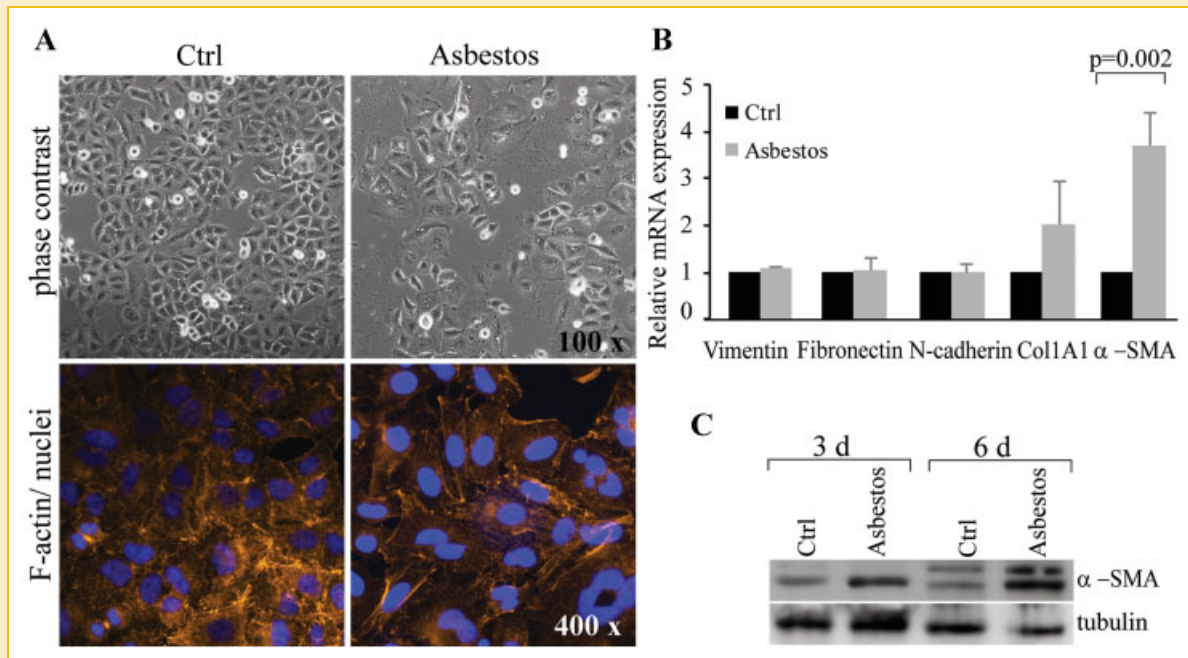 A
Ctrl
Asbestos
phase contrast
100 x
F-actin/ nuclei
400 x
B
p=0.002
Relative mRNA expression
5
4
3
2
1
0
Ctrl
Asbestos
Vimentin Fibronectin N-cadherin Col1A1 α –SMA
C
3 d
6 d
Ctrl
Asbestos
Ctrl
Asbestos
α –SMA
tubulin